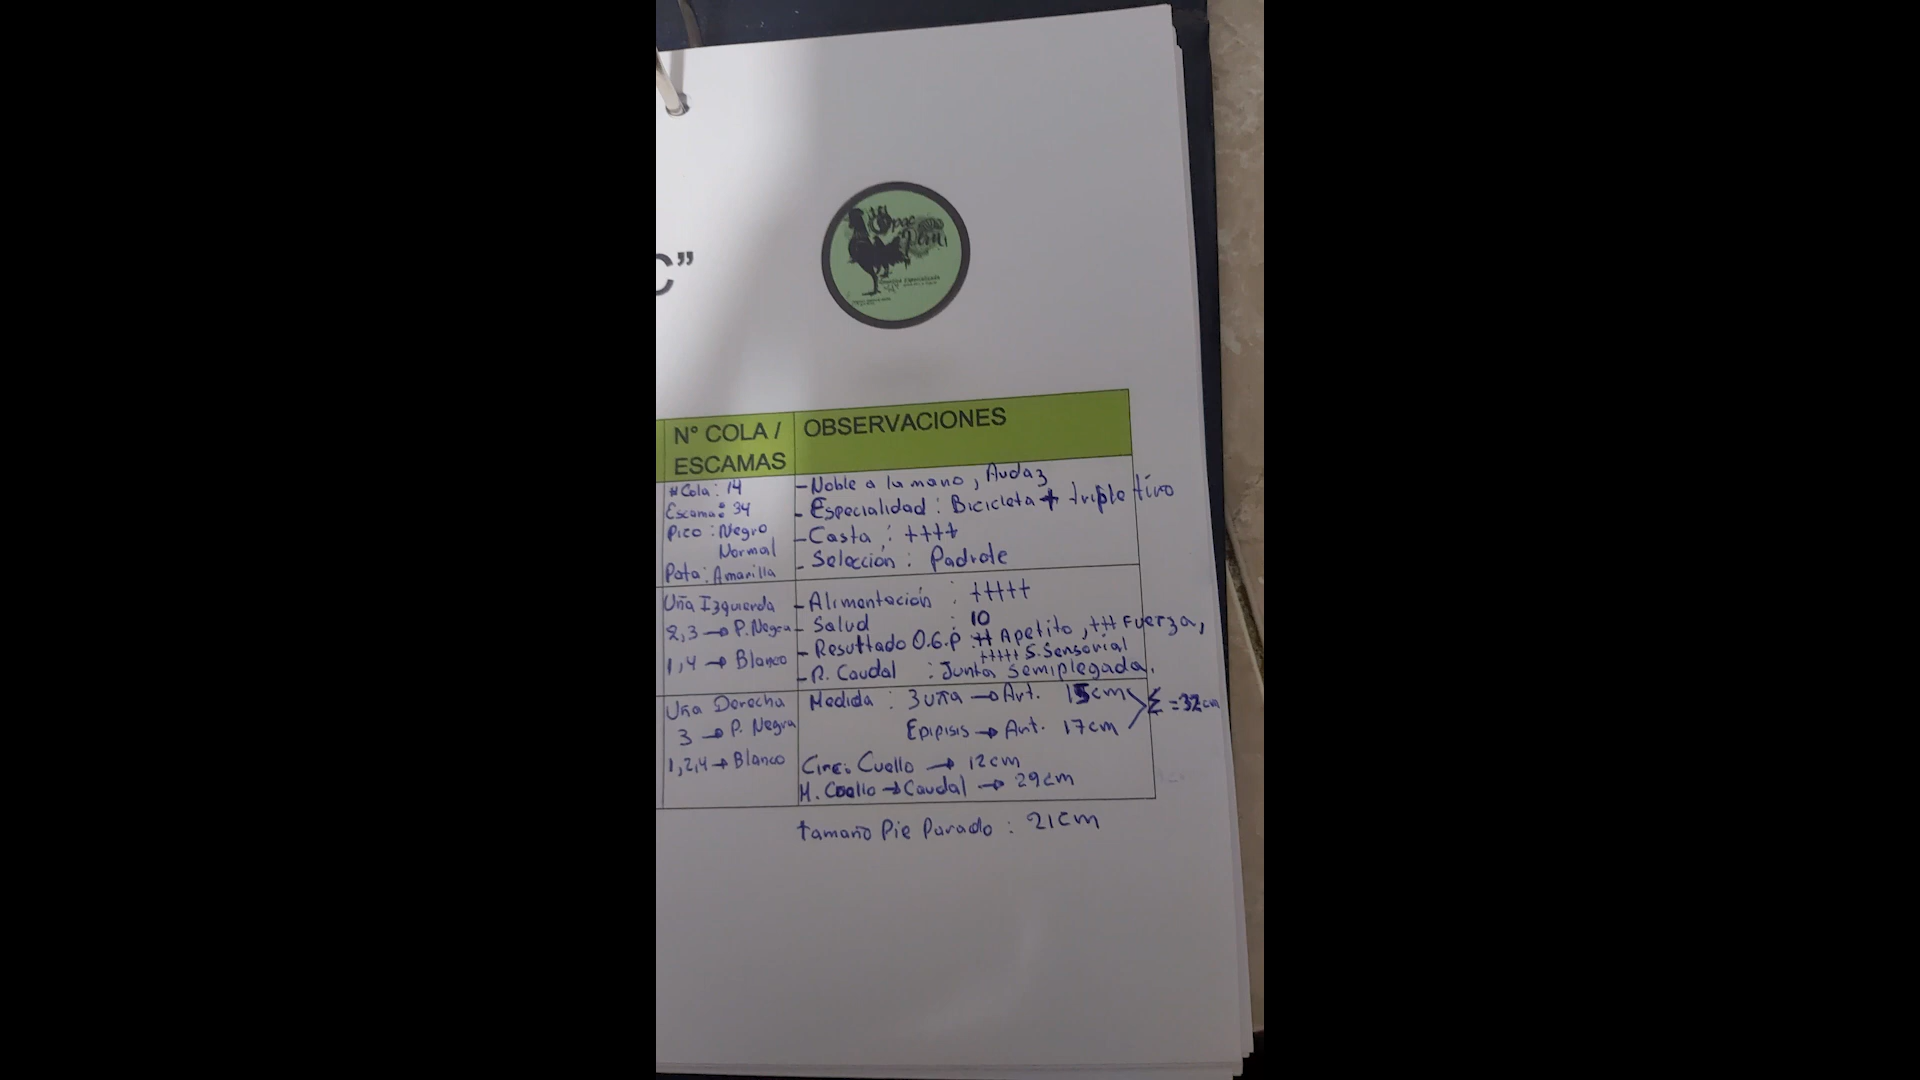 C”
N° COLA /
ESCAMAS
OBSERVACIONES
#Cola: 14
Escama: 34
Pico: Negro
Normal
Pata: Amarilla
- Noble a la mano, Audaz
- Especialidad: Bicicleta + triple tiro
- Casta: ++++
- Selección: Padrote
Uña Izquierda
2,3 → P. Negra
1,4 → Blanco
- Alimentación: +++++
- Salud: 10
- Resultado O.G.P: ++ Apetito, +++ Fuerza,
+++++ S. Sensorial
- R. Caudal: Junta Semiplegada.
Uña Derecha
3 → P. Negra
1,2,4 → Blanco
Medida: 3 uña → Art. 15cm
Epipisis → Ant. 17cm
Σ = 32cm
Circ. Cuello → 12cm
M. Cuello → Caudal → 29cm
tamaño Pie Parado: 21cm